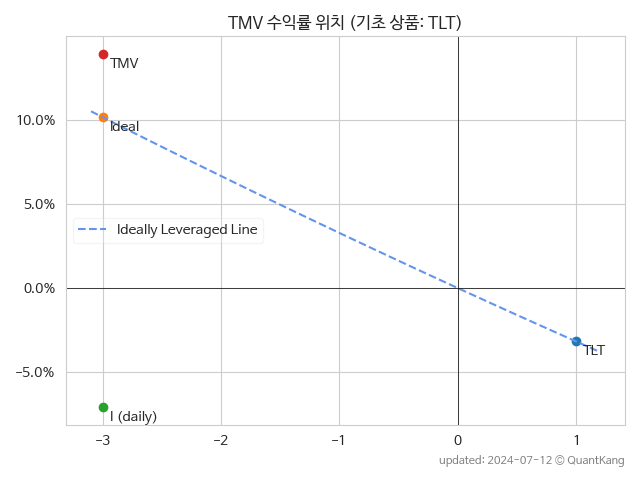 TMV 수익률 위치 (기초 상품: TLT)
TMV
10.0%
Ideal
5.0%
Ideally Leveraged Line
0.0%
TLT
−5.0%
I (daily)
−3
−2
−1
0
1
updated: 2024-07-12 © QuantKang